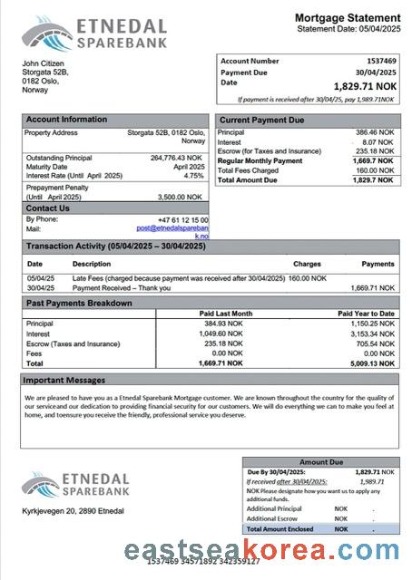 ETNEDAL
SPAREBANK
Mortgage Statement
Statement Date: 05/04/2025
John Citizen
Storgata 52B,
0182 Oslo,
Norway
Account Number 1537469
Payment Due 30/04/2025
Date
1,829.71 NOK
If payment is received after 30/04/25, pay 1,989.71NOK
Account Information
Property Address Storgata 52B, 0182 Oslo,
Norway
Outstanding Principal 264,776.43 NOK
Maturity Date April 2025
Interest Rate (Until April 2025) 4.75%
Prepayment Penalty
(Until April 2025) 3,500.00 NOK
Contact Us
By Phone: +47 61 12 15 00
Mail: post@etnedalspareban
k.no
Current Payment Due
Principal 386.46 NOK
Interest 8.07 NOK
Escrow (for Taxes and Insurance) 235.18 NOK
Regular Monthly Payment 1,669.7 NOK
Total Fees Charged 160.00 NOK
Total Amount Due 1,829.7 NOK
Transaction Activity (05/04/2025 – 30/04/2025)
Date Description Charges Payments
05/04/25 Late Fees (charged because payment was received after 30/04/2025) 160.00 NOK
30/04/25 Payment Received – Thank you 1,669.71 NOK
Past Payments Breakdown
Paid Last Month Paid Year to Date
Principal 384.93 NOK 1,150.25 NOK
Interest 1,049.60 NOK 3,153.34 NOK
Escrow (Taxes and Insurance) 235.18 NOK 705.54 NOK
Fees 0.00 NOK 0.00 NOK
Total 1,669.71 NOK 5,009.13 NOK
Important Messages
We are pleased to have you as a Etnedal Sparebank Mortgage customer. We are known throughout the country for the quality of
our serviceand our dedication to providing financial security for our customers. We will do everything we can to make you feel at
home, and toensure you receive the friendly, professional service you deserve.
ETNEDAL
SPAREBANK
Kyrkjevegen 20, 2890 Etnedal
Amount Due
Due By 30/04/2025: 1,829.71 NOK
If received after 30/04/2025: 1,989.71
NOK Please designate how you want us to apply any
additional funds.
Additional Principal NOK .
Additional Escrow NOK .
Total Amount Enclosed NOK .
eastseakorea.com
1537469 34571892 342359127